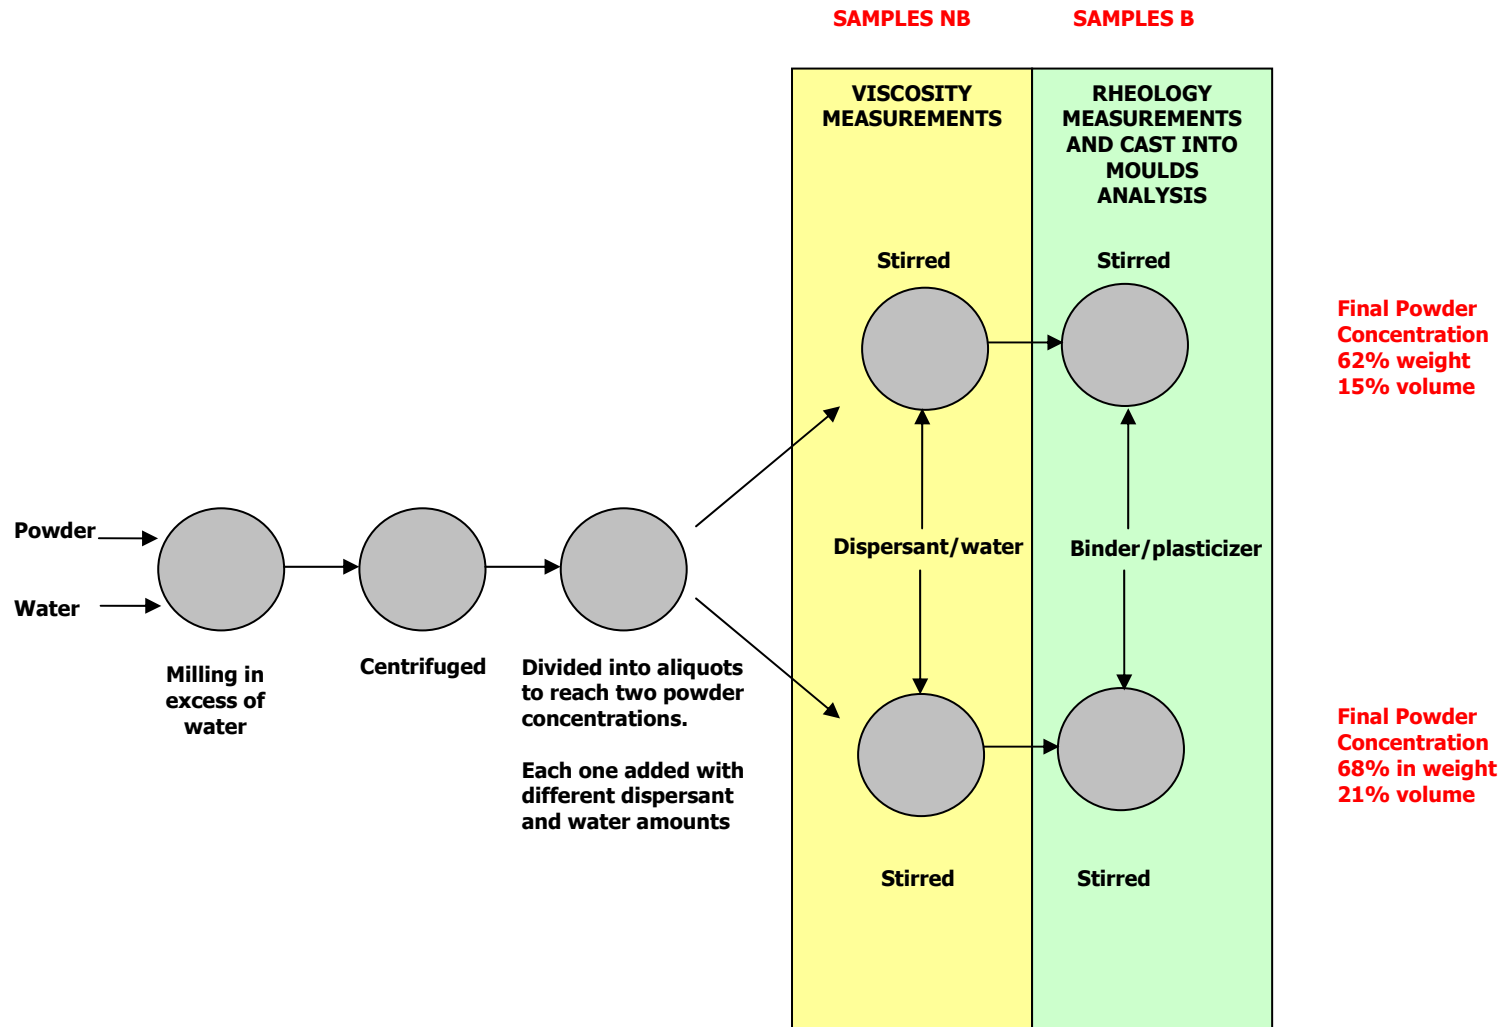 SAMPLES NB
SAMPLES B
VISCOSITY
MEASUREMENTS
RHEOLOGY
MEASUREMENTS
AND CAST INTO
MOULDS
ANALYSIS
Stirred
Stirred
Final Powder
Concentration
62% weight
15% volume
Powder
Water
Dispersant/water
Binder/plasticizer
Milling in
excess of
water
Centrifuged
Divided into aliquots
to reach two powder
concentrations.
Each one added with
different dispersant
and water amounts
Final Powder
Concentration
68% in weight
21% volume
Stirred
Stirred